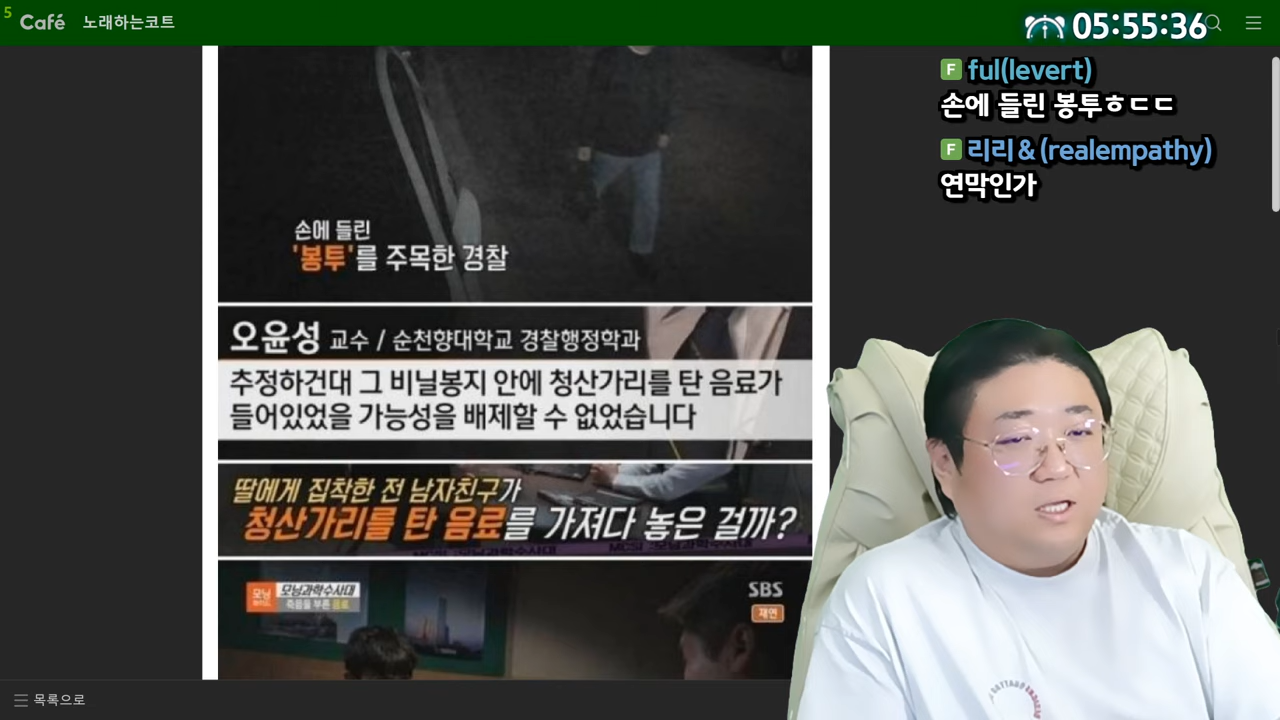 5
Café 노래하는코트
05:55:36
F ful(levert)
손에 들린 봉투ㅎㄷㄷ
F 리리 & (realempathy)
연막인가
손에 들린
'봉투'를 주목한 경찰
오윤성 교수 / 순천향대학교 경찰행정학과
추정하건대 그 비닐봉지 안에 청산가리를 탄 음료가
들어있었을 가능성을 배제할 수 없었습니다
딸에게 집착한 전 남자친구가
청산가리를 탄 음료를 가져다 놓은 걸까?
모닝
와이드
모닝과학수사대
죽음을 부른 음료
SBS
재연
목록으로